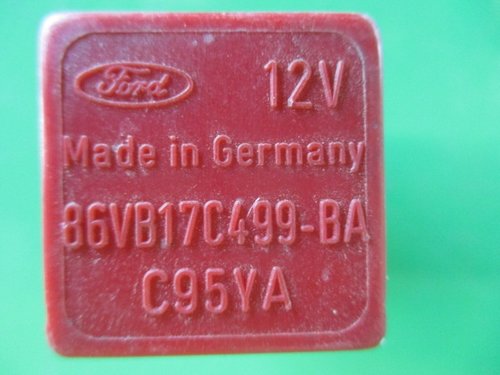 Ford 12V
Made in Germany
86VB17C499-BA
C95YA